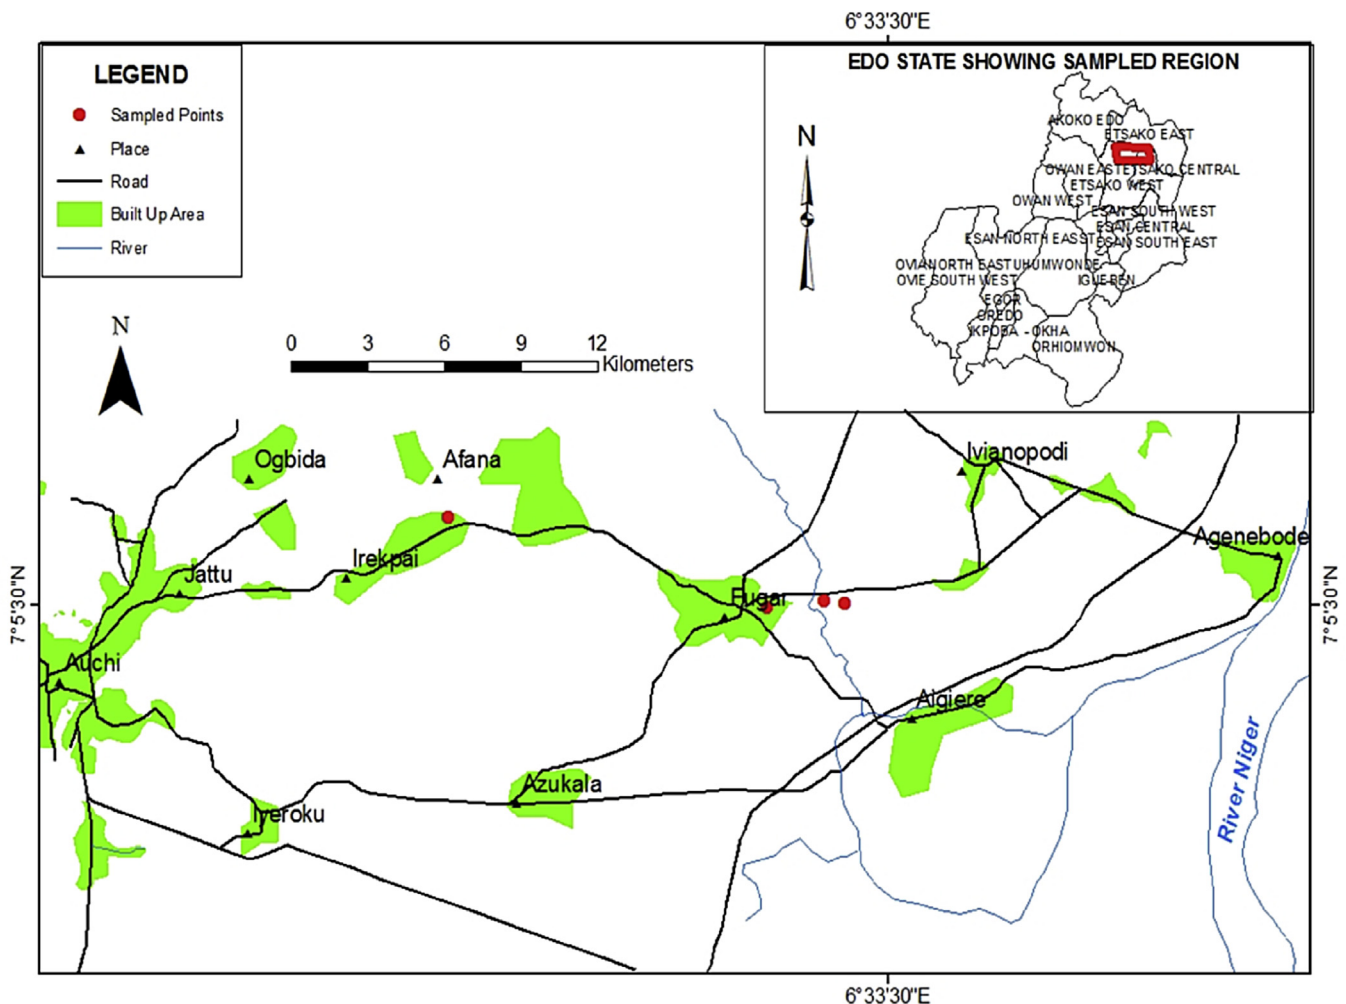 6°33'30"E
LEGEND
Sampled Points
Place
Road
Built Up Area
River
EDO STATE SHOWING SAMPLED REGION
N
AKOKO EDO
ETSAKO EAST
OWAN EAST ETSAKO CENTRAL
ETSAKO WEST
OWAN WEST
ESAN SOUTH WEST
ESAN CENTRAL
ESAN NORTH EASST
ESAN SOUTH EAST
OVIANORTH EAST UHUMWONDE
OVIE SOUTH WEST
IGUEBEN
EGOR
OREDO
IKPOBA - OKHA
ORHIOMWON
N
0 3 6 9 12
Kilometers
Ogbida
Afana
Ivianopodi
Agenebode
Irekpai
Jattu
Fugar
7°5'30"N
7°5'30"N
Auchi
Aigiere
Azukala
Iyeroku
River Niger
6°33'30"E